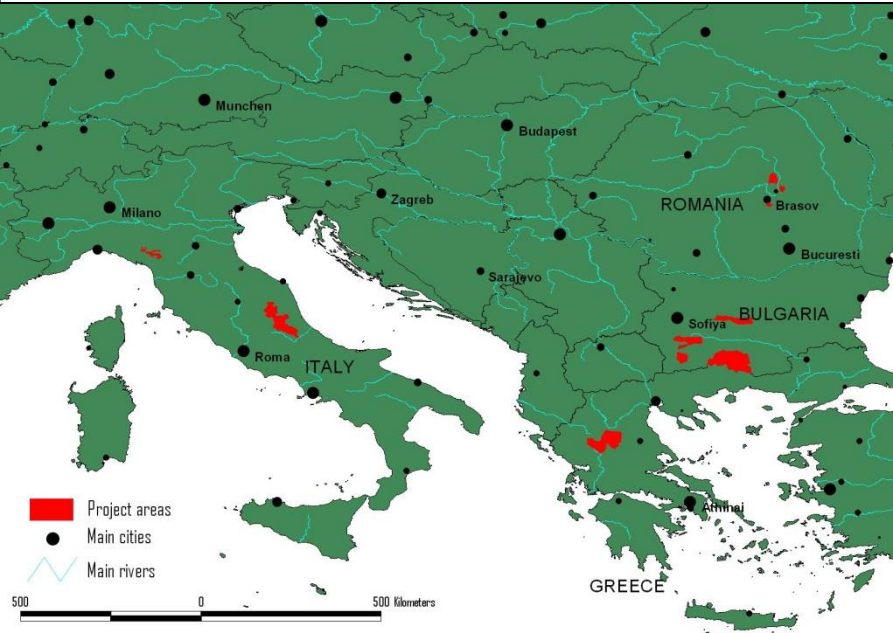 Munchen
Budapest
Zagreb
Milano
ROMANIA
Brasov
Bucuresti
Sarajevo
BULGARIA
Sofiya
Roma
ITALY
Athinai
GREECE
Project areas
Main cities
Main rivers
500 0 500 Kilometers